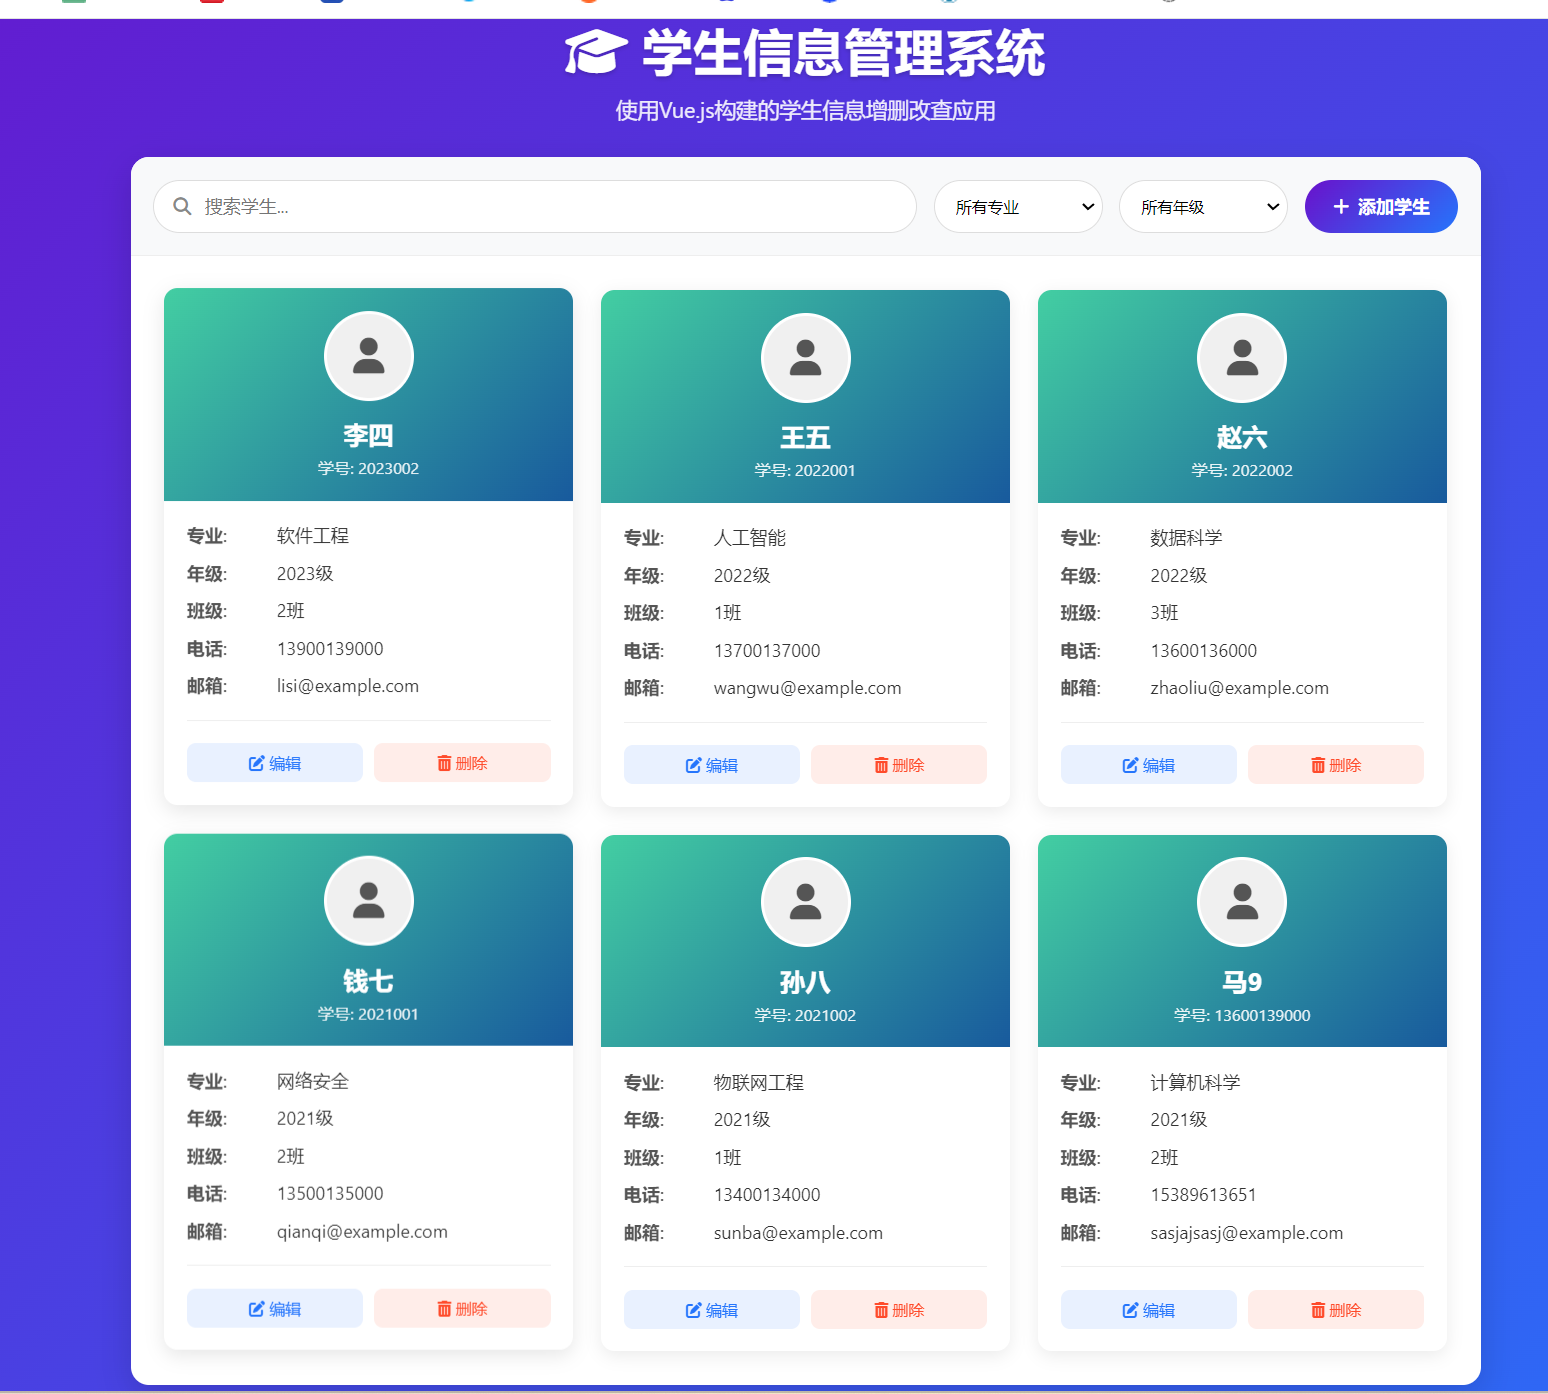 学生信息管理系统
使用Vue.js构建的学生信息增删改查应用
搜索学生...
所有专业
所有年级
添加学生
李四
学号: 2023002
专业: 软件工程
年级: 2023级
班级: 2班
电话: 13900139000
邮箱: lisi@example.com
编辑 删除
王五
学号: 2022001
专业: 人工智能
年级: 2022级
班级: 1班
电话: 13700137000
邮箱: wangwu@example.com
编辑 删除
赵六
学号: 2022002
专业: 数据科学
年级: 2022级
班级: 3班
电话: 13600136000
邮箱: zhaoliu@example.com
编辑 删除
钱七
学号: 2021001
专业: 网络安全
年级: 2021级
班级: 2班
电话: 13500135000
邮箱: qianqi@example.com
编辑 删除
孙八
学号: 2021002
专业: 物联网工程
年级: 2021级
班级: 1班
电话: 13400134000
邮箱: sunba@example.com
编辑 删除
马9
学号: 13600139000
专业: 计算机科学
年级: 2021级
班级: 2班
电话: 15389613651
邮箱: sasjajsasj@example.com
编辑 删除